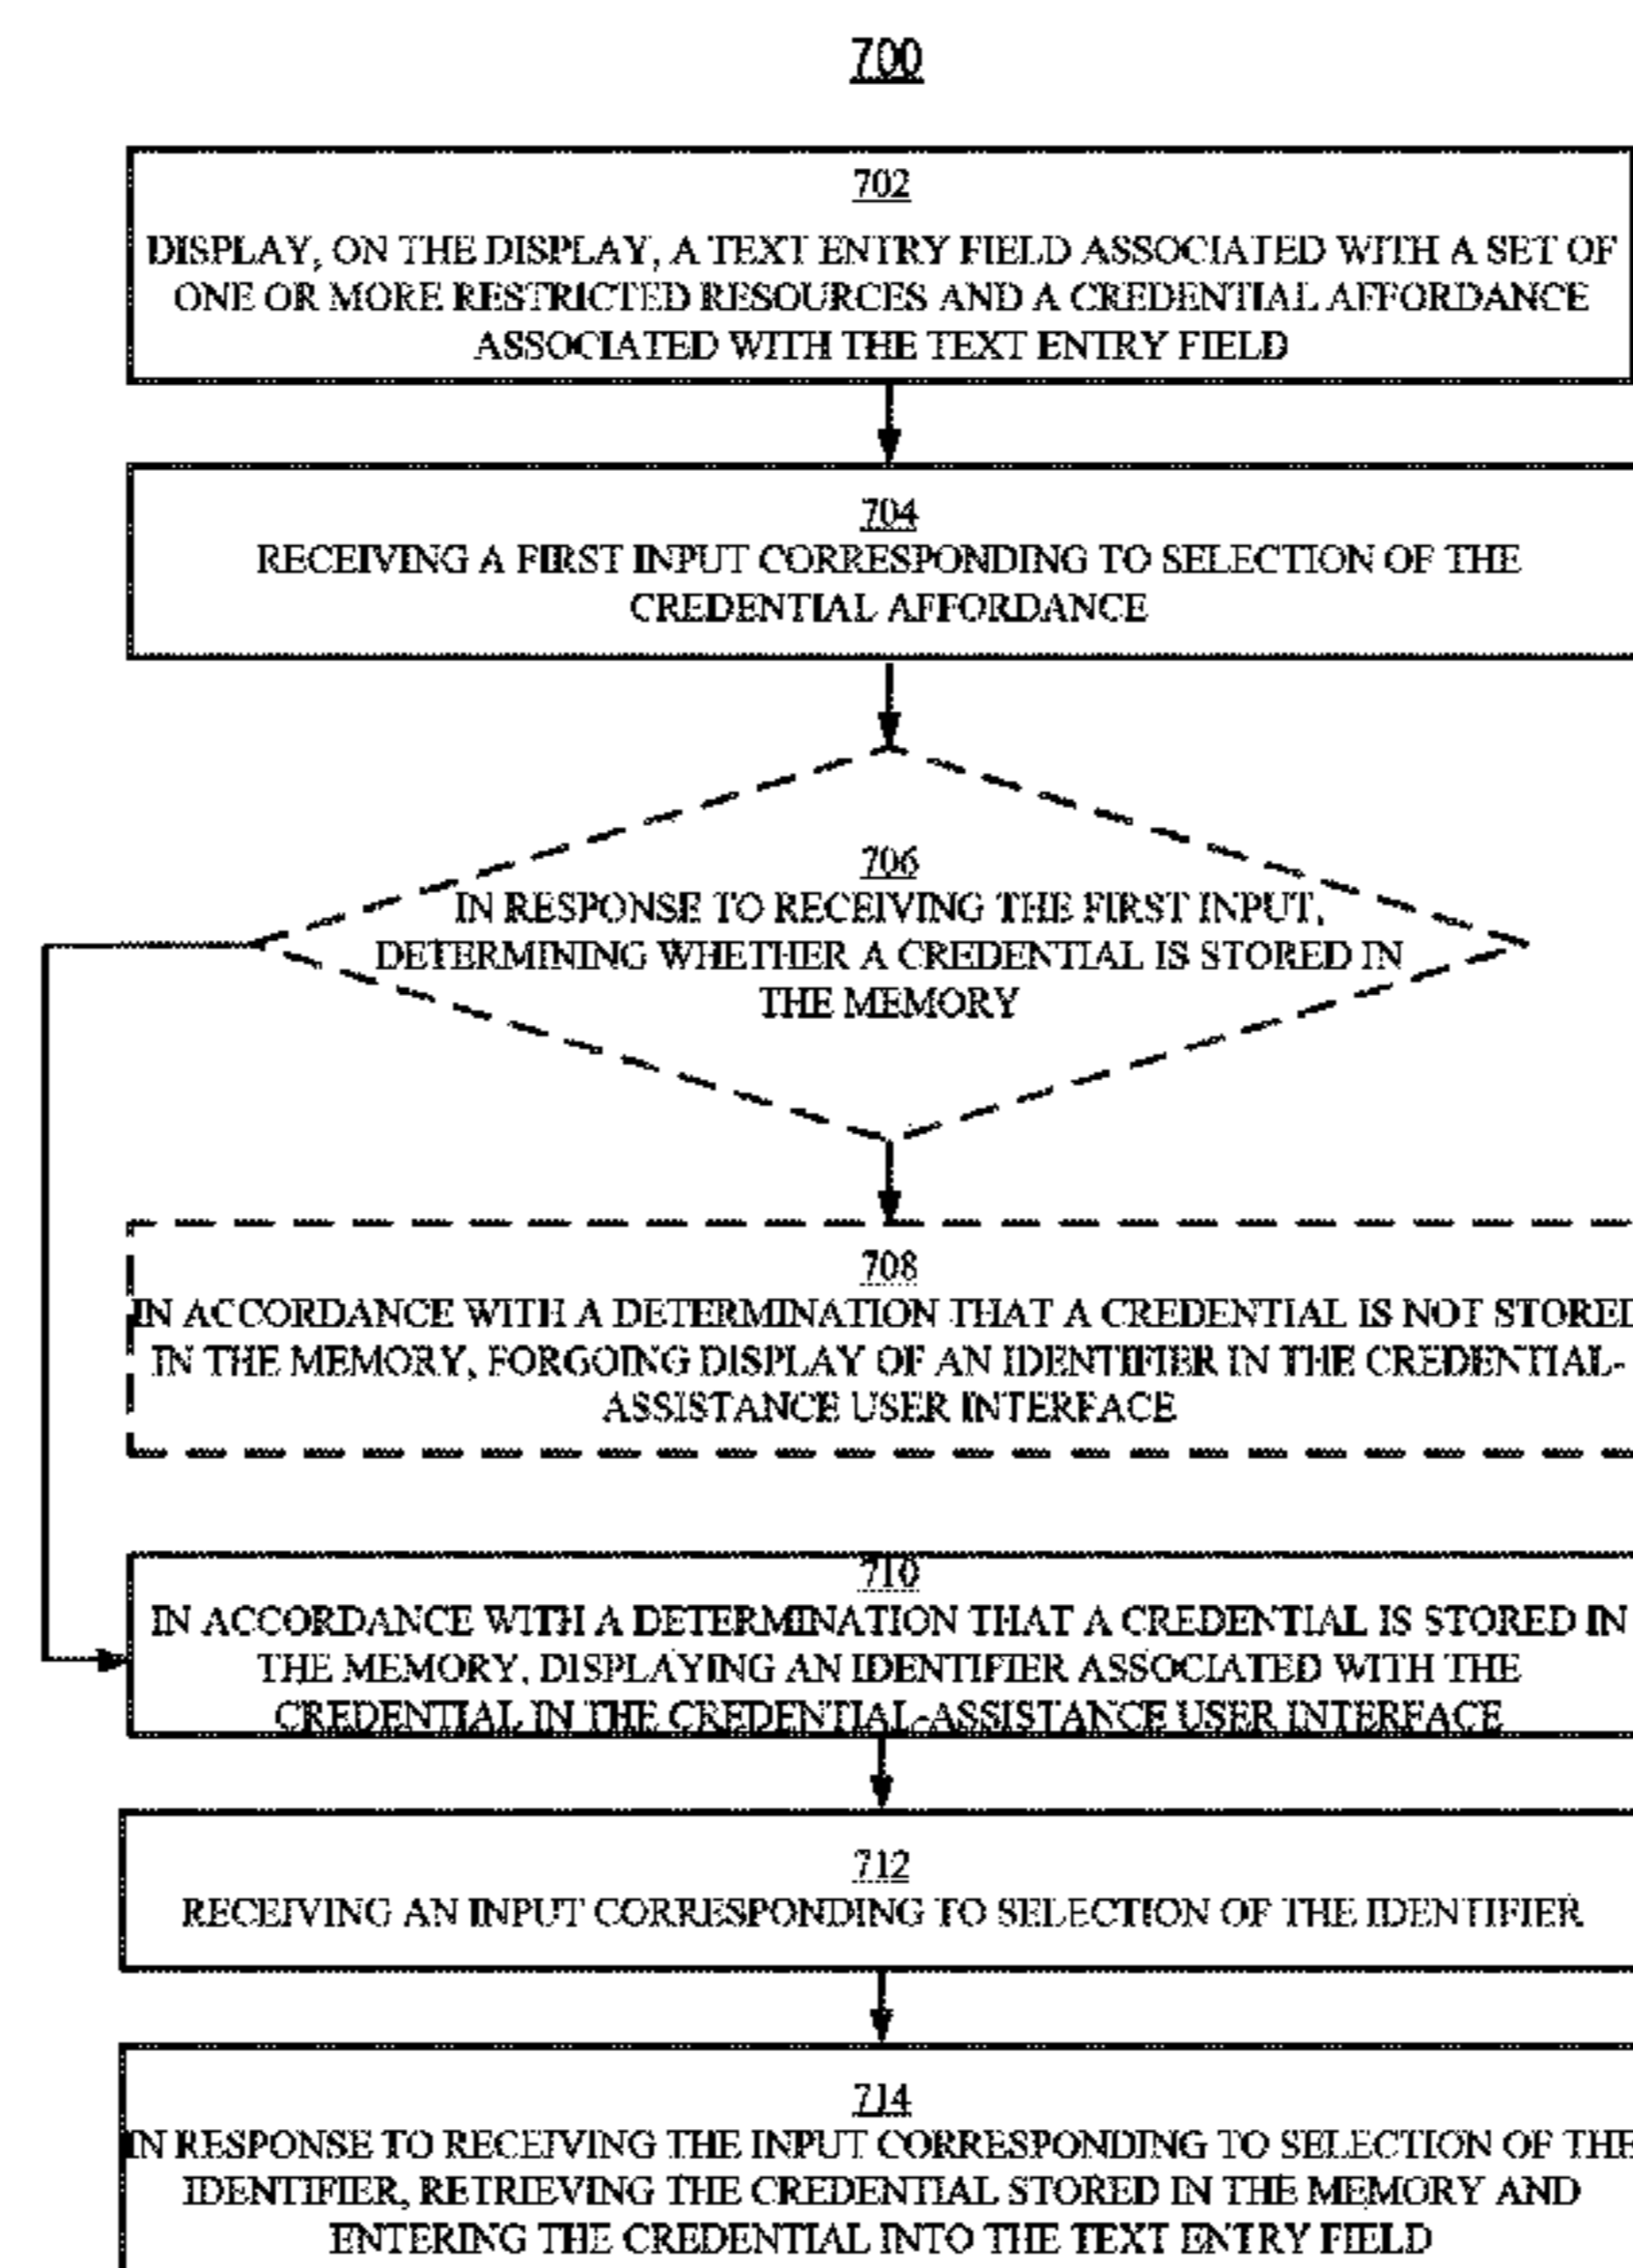 700
702
DISPLAY, ON THE DISPLAY, A TEXT ENTRY FIELD ASSOCIATED WITH A SET OF
ONE OR MORE RESTRICTED RESOURCES AND A CREDENTIAL AFFORDANCE
ASSOCIATED WITH THE TEXT ENTRY FIELD
704
RECEIVING A FIRST INPUT CORRESPONDING TO SELECTION OF THE
CREDENTIAL AFFORDANCE
706
IN RESPONSE TO RECEIVING THE FIRST INPUT,
DETERMINING WHETHER A CREDENTIAL IS STORED IN
THE MEMORY
708
IN ACCORDANCE WITH A DETERMINATION THAT A CREDENTIAL IS NOT STORED
IN THE MEMORY, FORGOING DISPLAY OF AN IDENTIFIER IN THE CREDENTIAL-
ASSISTANCE USER INTERFACE
710
IN ACCORDANCE WITH A DETERMINATION THAT A CREDENTIAL IS STORED IN
THE MEMORY, DISPLAYING AN IDENTIFIER ASSOCIATED WITH THE
CREDENTIAL IN THE CREDENTIAL-ASSISTANCE USER INTERFACE
712
RECEIVING AN INPUT CORRESPONDING TO SELECTION OF THE IDENTIFIER
714
IN RESPONSE TO RECEIVING THE INPUT CORRESPONDING TO SELECTION OF THE
IDENTIFIER, RETRIEVING THE CREDENTIAL STORED IN THE MEMORY AND
ENTERING THE CREDENTIAL INTO THE TEXT ENTRY FIELD